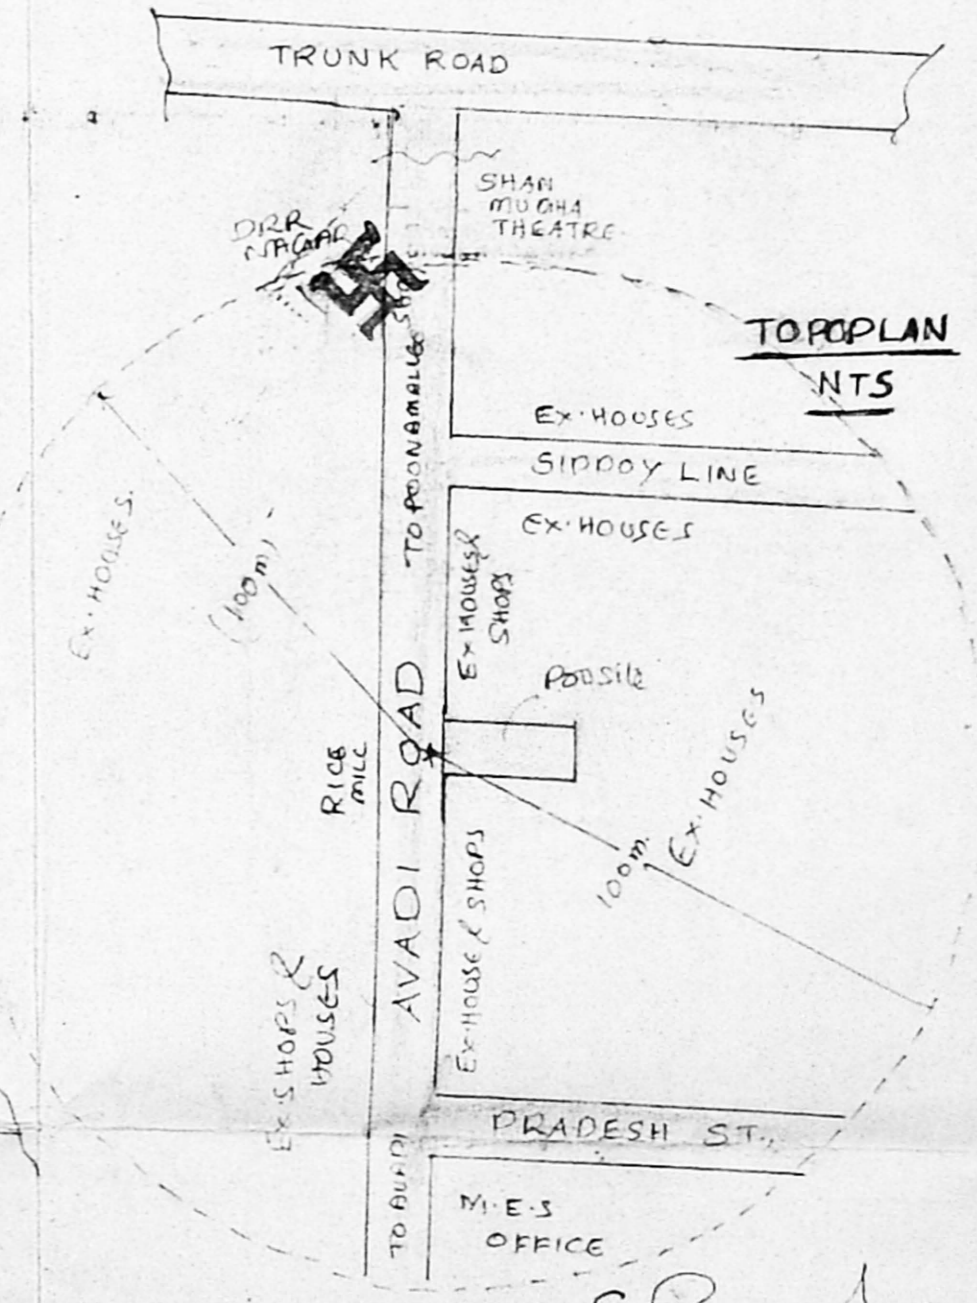 TRUNK ROAD
SHAN
MUGHA
THEATRE
DRR
NAGAR
TOPOPLAN
NTS
EX. HOUSES
SIDDOY LINE
EX. HOUSES
TO POONAMALLEE
EX HOUSES &
SHOPS
EX. HOUSES
100m
RICE
MILL
AVADI ROAD
EX. HOUSES
100m.
EX. HOUSE & SHOPS
EX SHOPS &
HOUSES
PRADESH ST.,
TO AVADI
M.E.S
OFFICE